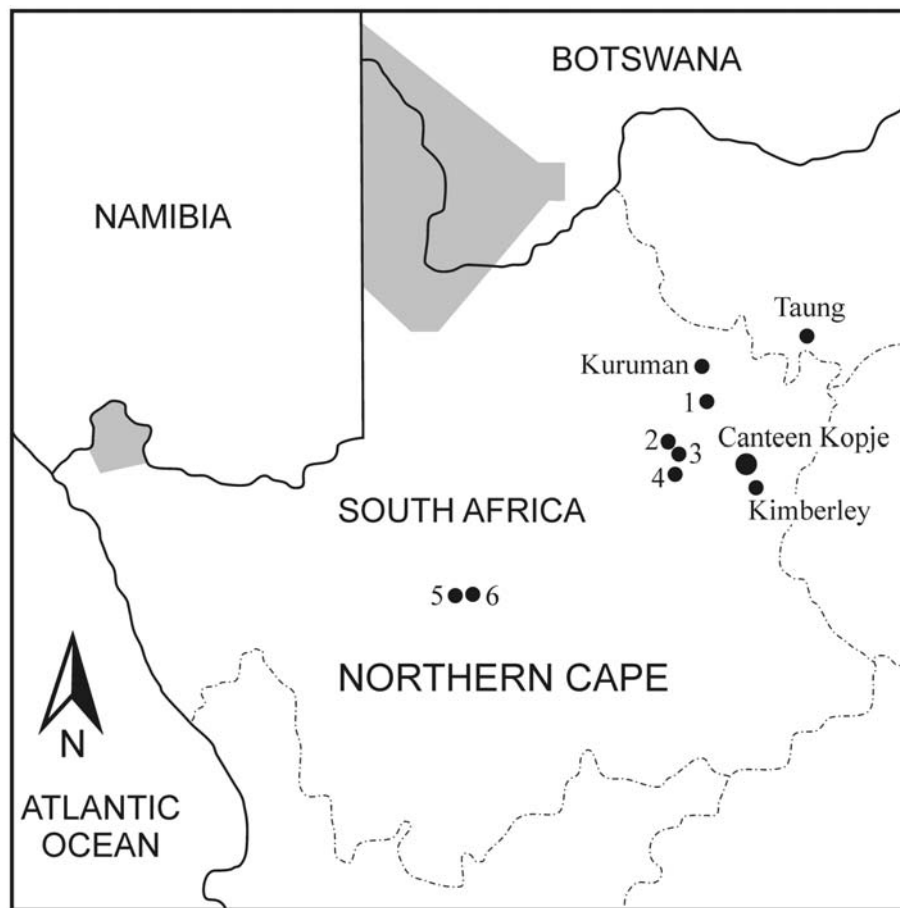 BOTSWANA
NAMIBIA
Taung
Kuruman
1
2
3
Canteen Kopje
4
Kimberley
SOUTH AFRICA
5
6
NORTHERN CAPE
N
ATLANTIC
OCEAN